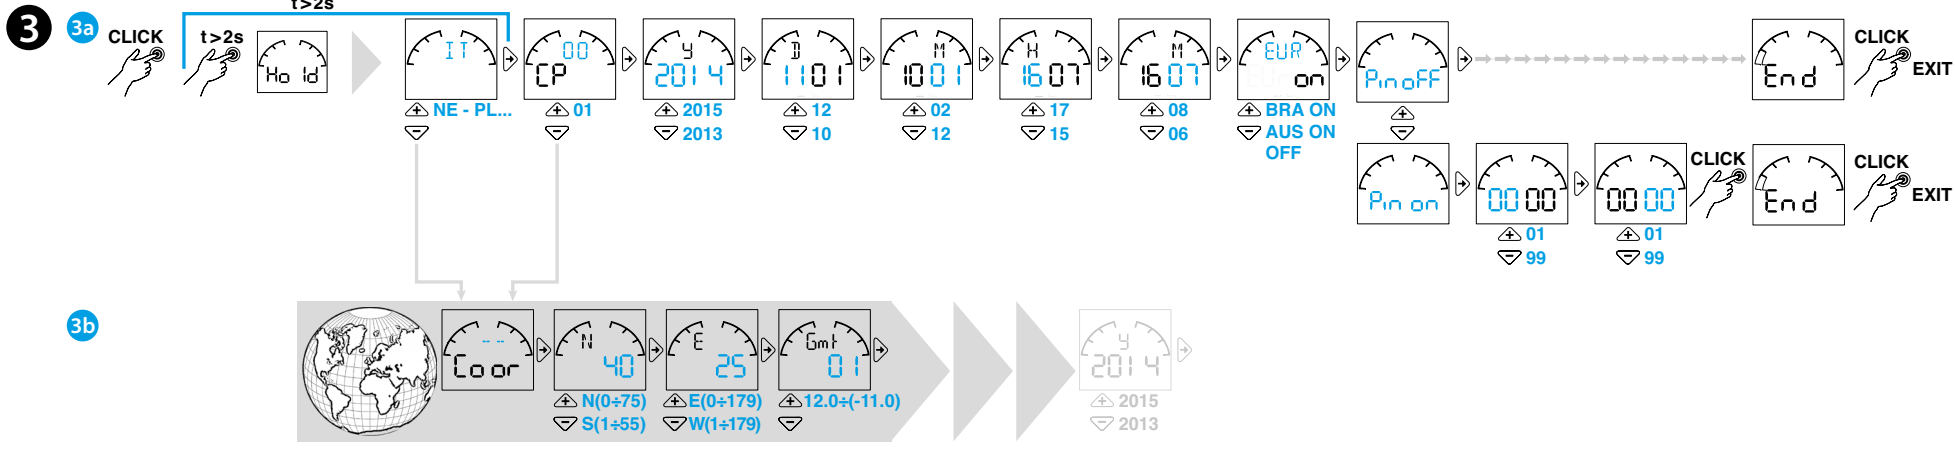 3
3a
CLICK
t>2s
t>2s
Hold
IT
NE - PL...
00
CP
01
y
2014
2015
2013
D
1101
12
10
M
1001
02
12
H
1607
17
15
M
1607
08
06
EUR
on
BRA ON
AUS ON
OFF
PinoFF
End
CLICK
EXIT
Pin on
0000
01
99
0000
01
99
CLICK
End
CLICK
EXIT
3b
-- --
Coor
N
40
N(0÷75)
S(1÷55)
E
25
E(0÷179)
W(1÷179)
Gmt
01
12.0÷(-11.0)
y
2014
2015
2013